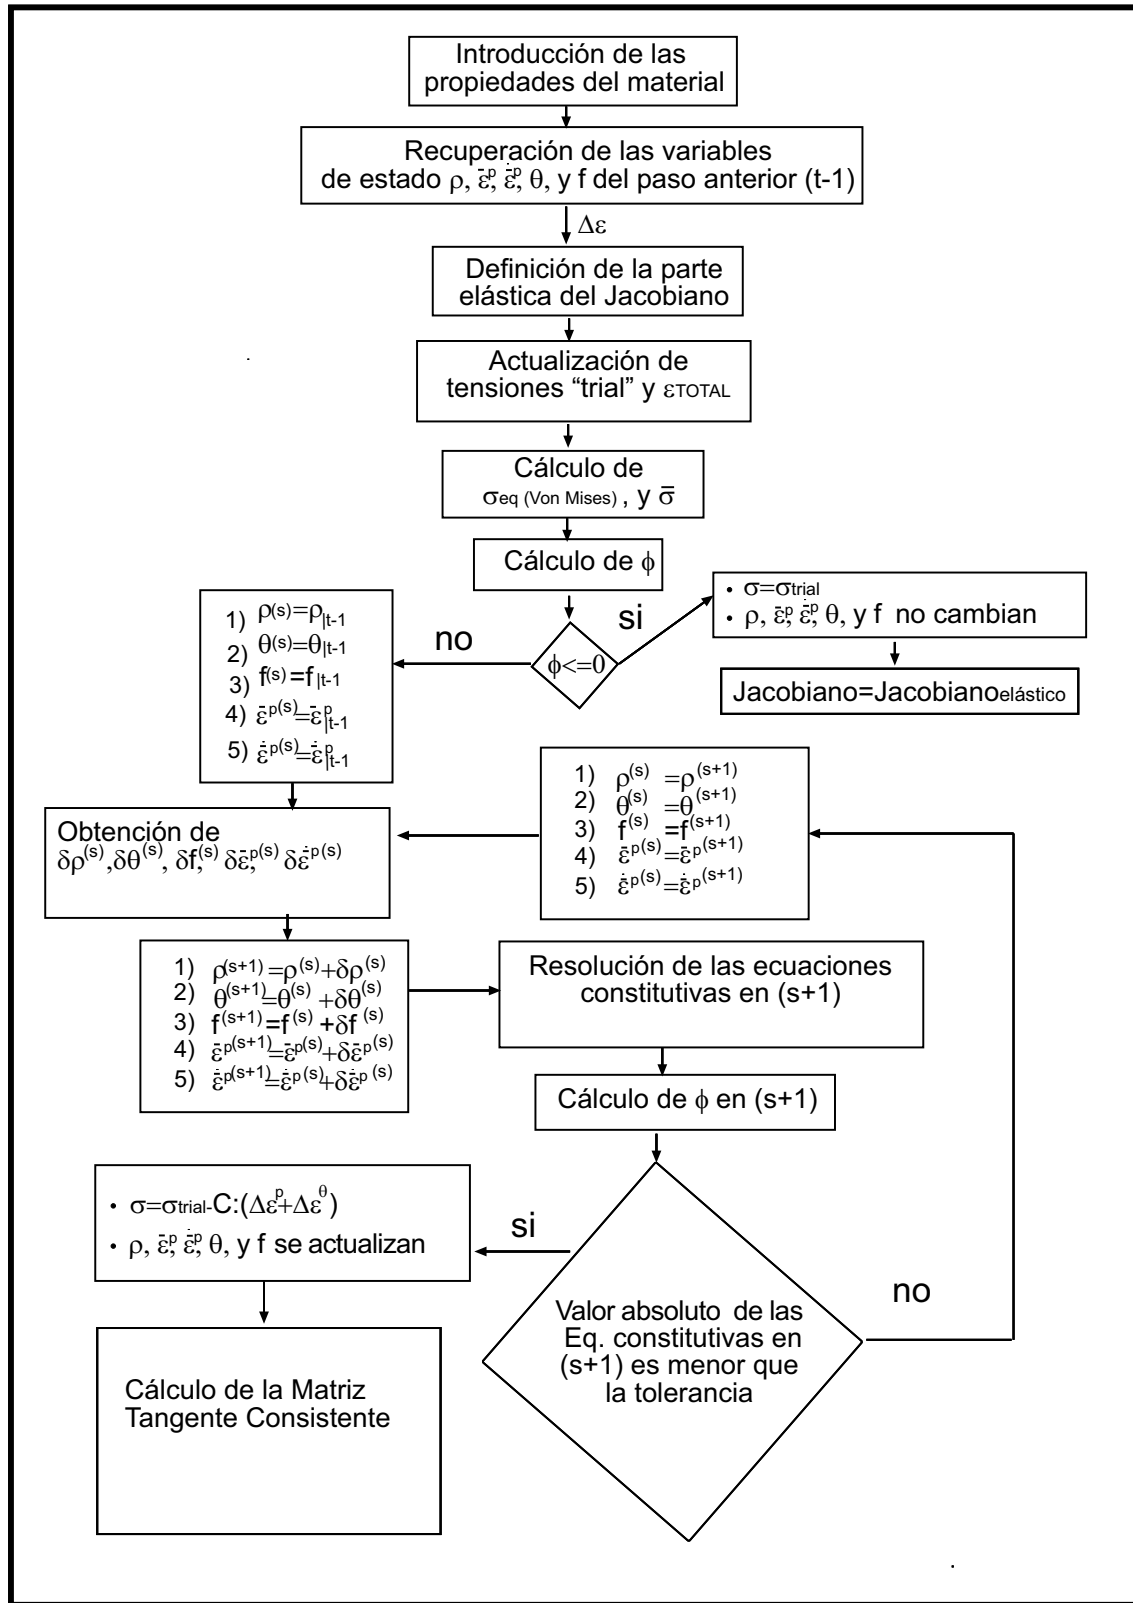 Introducción de las
propiedades del material
Recuperación de las variables
de estado ρ, ε̄ᵖ, ε̄̇ᵖ, θ, y f del paso anterior (t-1)
Δε
Definición de la parte
elástica del Jacobiano
Actualización de
tensiones “trial” y εTOTAL
Cálculo de
σeq (Von Mises) , y σ̄
Cálculo de ϕ
ϕ<=0
si
no
• σ=σtrial
• ρ, ε̄ᵖ, ε̄̇ᵖ, θ, y f no cambian
Jacobiano=Jacobianoelástico
1) ρ(s)=ρ|t-1
2) θ(s)=θ|t-1
3) f(s)=f|t-1
4) ε̄p(s)=ε̄p|t-1
5) ε̄̇p(s)=ε̄̇p|t-1
1) ρ(s) =ρ(s+1)
2) θ(s) =θ(s+1)
3) f(s) =f(s+1)
4) ε̄p(s)=ε̄p(s+1)
5) ε̄̇p(s)=ε̄̇p(s+1)
Obtención de
δρ(s),δθ(s), δf,(s) δε̄,p(s) δε̄̇p(s)
1) ρ(s+1)=ρ(s)+δρ(s)
2) θ(s+1)=θ(s)+δθ(s)
3) f(s+1)=f(s)+δf(s)
4) ε̄p(s+1)=ε̄p(s)+δε̄p(s)
5) ε̄̇p(s+1)=ε̄̇p(s)+δε̄̇p(s)
Resolución de las ecuaciones
constitutivas en (s+1)
Cálculo de ϕ en (s+1)
Valor absoluto de las
Eq. constitutivas en
(s+1) es menor que
la tolerancia
si
no
• σ=σtrial-C:(Δεp+Δεθ)
• ρ, ε̄ᵖ, ε̄̇ᵖ, θ, y f se actualizan
Cálculo de la Matriz
Tangente Consistente